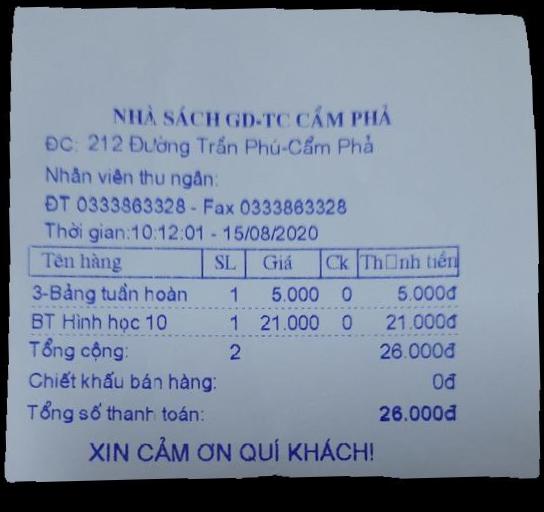 NHÀ SÁCH GD-TC CẨM PHẢ
ĐC: 212 Đường Trần Phú-Cẩm Phả
Nhân viên thu ngân:
ĐT 0333863328 - Fax 0333863328
Thời gian:10:12:01 - 15/08/2020
Tên hàng SL Giá Ck Th□nh tiền
3-Bảng tuần hoàn 1 5.000 0 5.000đ
BT Hình học 10 1 21.000 0 21.000đ
Tổng cộng: 2 26.000đ
Chiết khấu bán hàng: 0đ
Tổng số thanh toán: 26.000đ
XIN CẢM ƠN QUÍ KHÁCH!